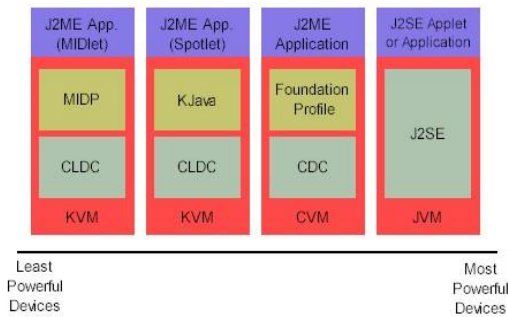 J2ME App.
(MIDlet)
MIDP
CLDC
KVM
J2ME App.
(Spotlet)
KJava
CLDC
KVM
J2ME
Application
Foundation
Profile
CDC
CVM
J2SE Applet
or Application
J2SE
JVM
Least
Powerful
Devices
Most
Powerful
Devices